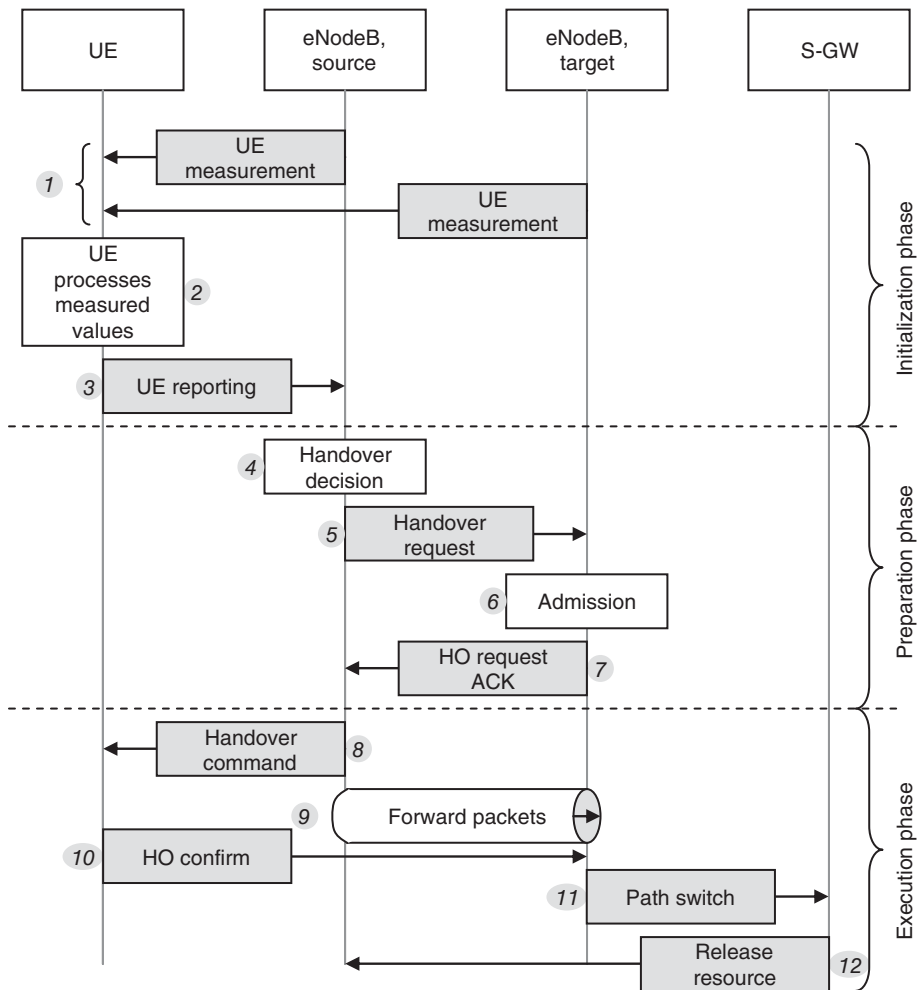 UE
eNodeB,
source
eNodeB,
target
S-GW
UE
measurement
1
UE
measurement
UE
processes
measured
values
2
3
UE reporting
Initialization phase
4
Handover
decision
5
Handover
request
6
Admission
HO request
ACK
7
Preparation phase
Handover
command
8
9
Forward packets
10
HO confirm
11
Path switch
Release
resource
12
Execution phase